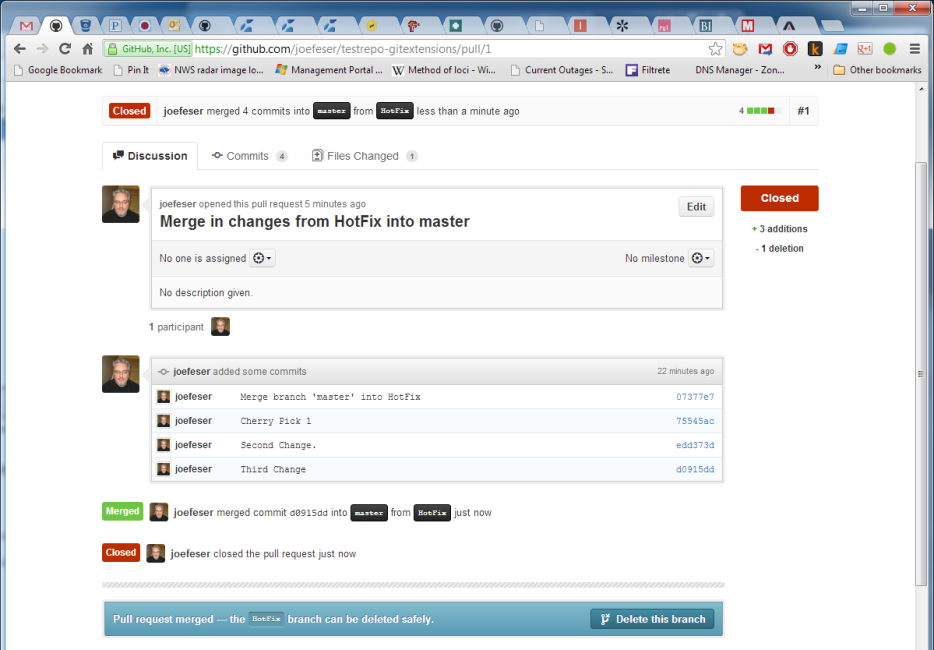 GitHub, Inc. [US] https://github.com/joefeser/testrepo-gitextensions/pull/1
Google Bookmark Pin It NWS radar image lo... Management Portal ... Method of loci - Wi... Current Outages - S... Filtrete DNS Manager - Zon... » Other bookmarks
Closed joefeser merged 4 commits into master from HotFix less than a minute ago 4 #1
Discussion Commits 4 Files Changed 1
joefeser opened this pull request 5 minutes ago
Edit
Merge in changes from HotFix into master
Closed
+ 3 additions
- 1 deletion
No one is assigned No milestone
No description given.
1 participant
joefeser added some commits 22 minutes ago
joefeser Merge branch 'master' into HotFix 07377e7
joefeser Cherry Pick 1 75545ac
joefeser Second Change. edd373d
joefeser Third Change d0915dd
Merged joefeser merged commit d0915dd into master from HotFix just now
Closed joefeser closed the pull request just now
Pull request merged — the HotFix branch can be deleted safely. Delete this branch